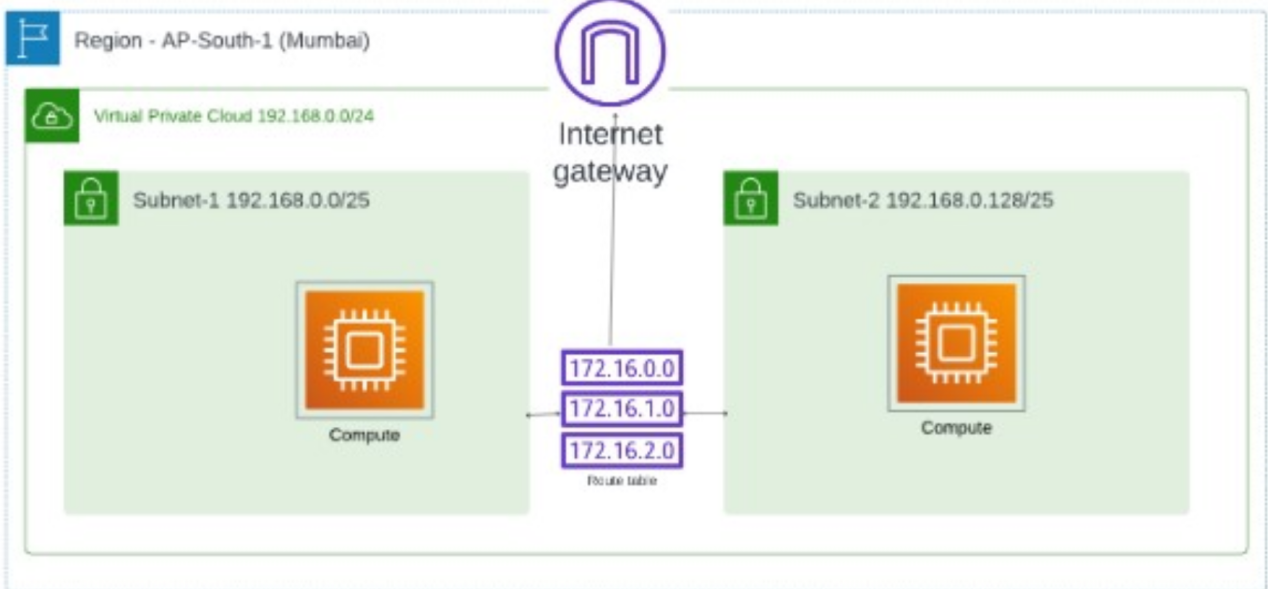 Region - AP-South-1 (Mumbai)
Virtual Private Cloud 192.168.0.0/24
Internet
gateway
Subnet-1 192.168.0.0/25
Subnet-2 192.168.0.128/25
172.16.0.0
172.16.1.0
172.16.2.0
Route table
Compute
Compute